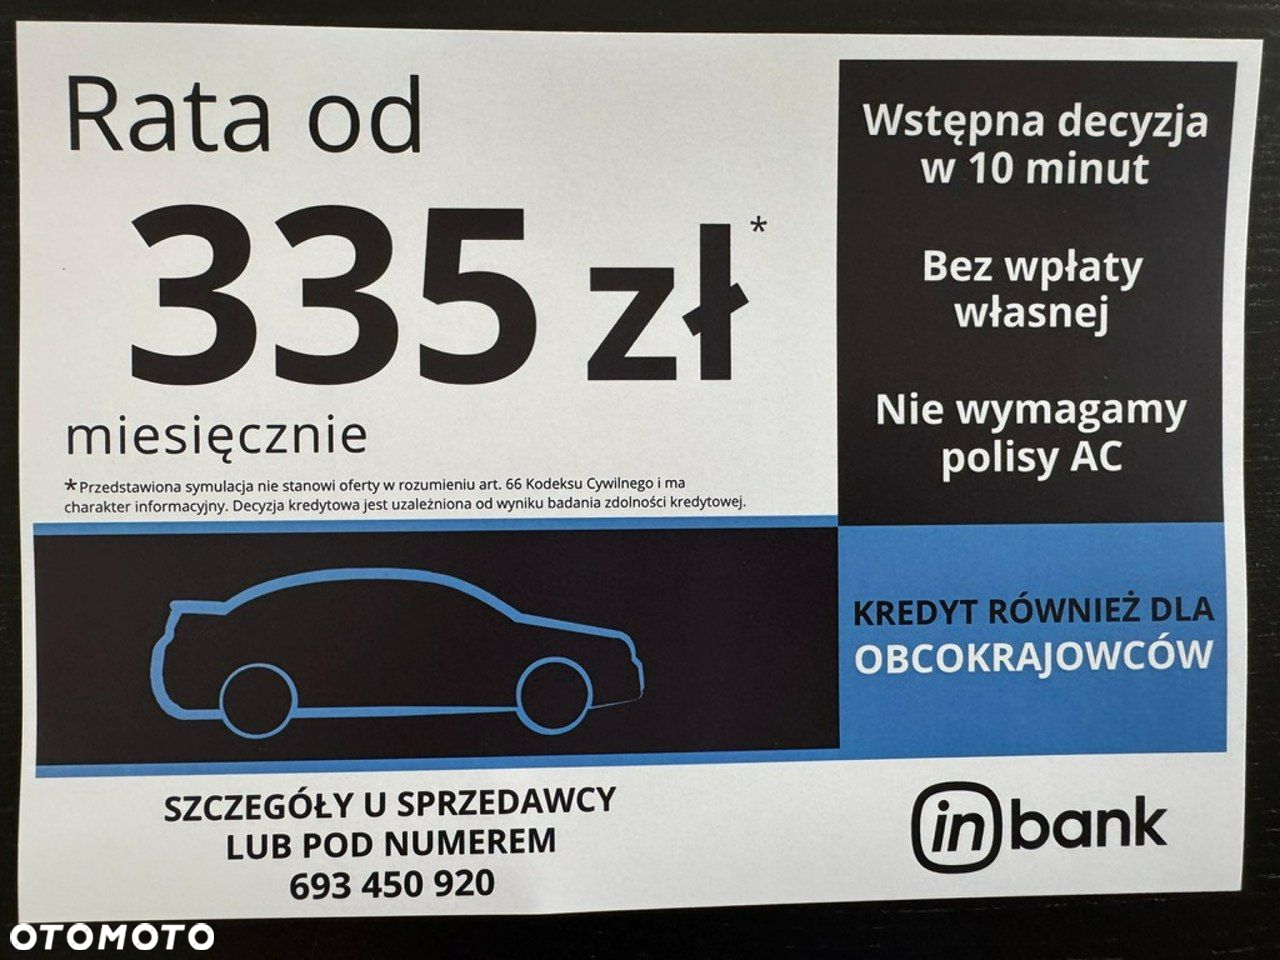 Rata od
335 zł*
miesięcznie
*Przedstawiona symulacja nie stanowi oferty w rozumieniu art. 66 Kodeksu Cywilnego i ma
charakter informacyjny. Decyzja kredytowa jest uzależniona od wyniku badania zdolności kredytowej.
Wstępna decyzja
w 10 minut
Bez wpłaty
własnej
Nie wymagamy
polisy AC
KREDYT RÓWNIEŻ DLA
OBCOKRAJOWCÓW
SZCZEGÓŁY U SPRZEDAWCY
LUB POD NUMEREM
693 450 920
inbank
OTOMOTO